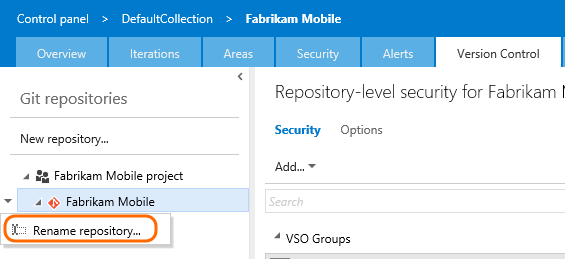 Control panel > DefaultCollection > Fabrikam Mobile
Overview Iterations Areas Security Alerts Version Control
Git repositories
New repository...
Fabrikam Mobile project
Fabrikam Mobile
Rename repository...
Repository-level security for Fabrikam M
Security Options
Add...
Search
VSO Groups